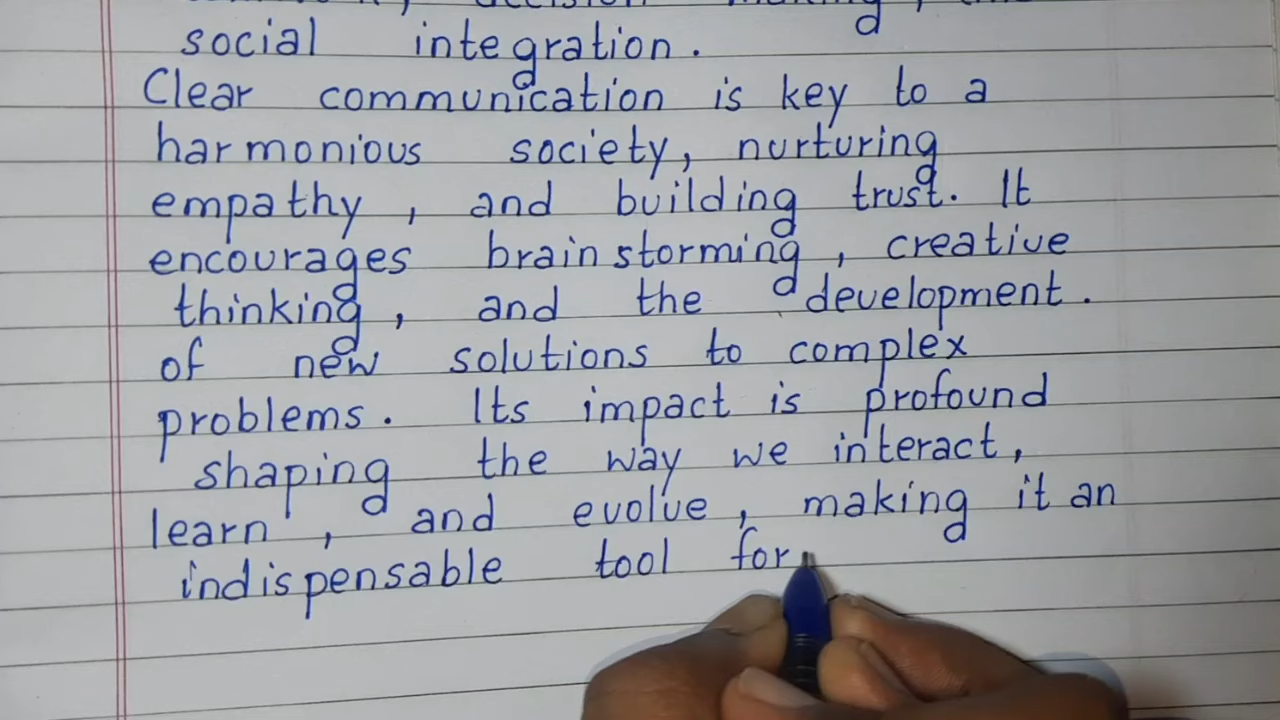 decision making,
social integration.
Clear communication is key to a
harmonious society, nurturing
empathy, and building trust. It
encourages brainstorming, creative
thinking, and the development.
of new solutions to complex
problems. Its impact is profound
shaping the way we interact,
learn, and evolve, making it an
indispensable tool for